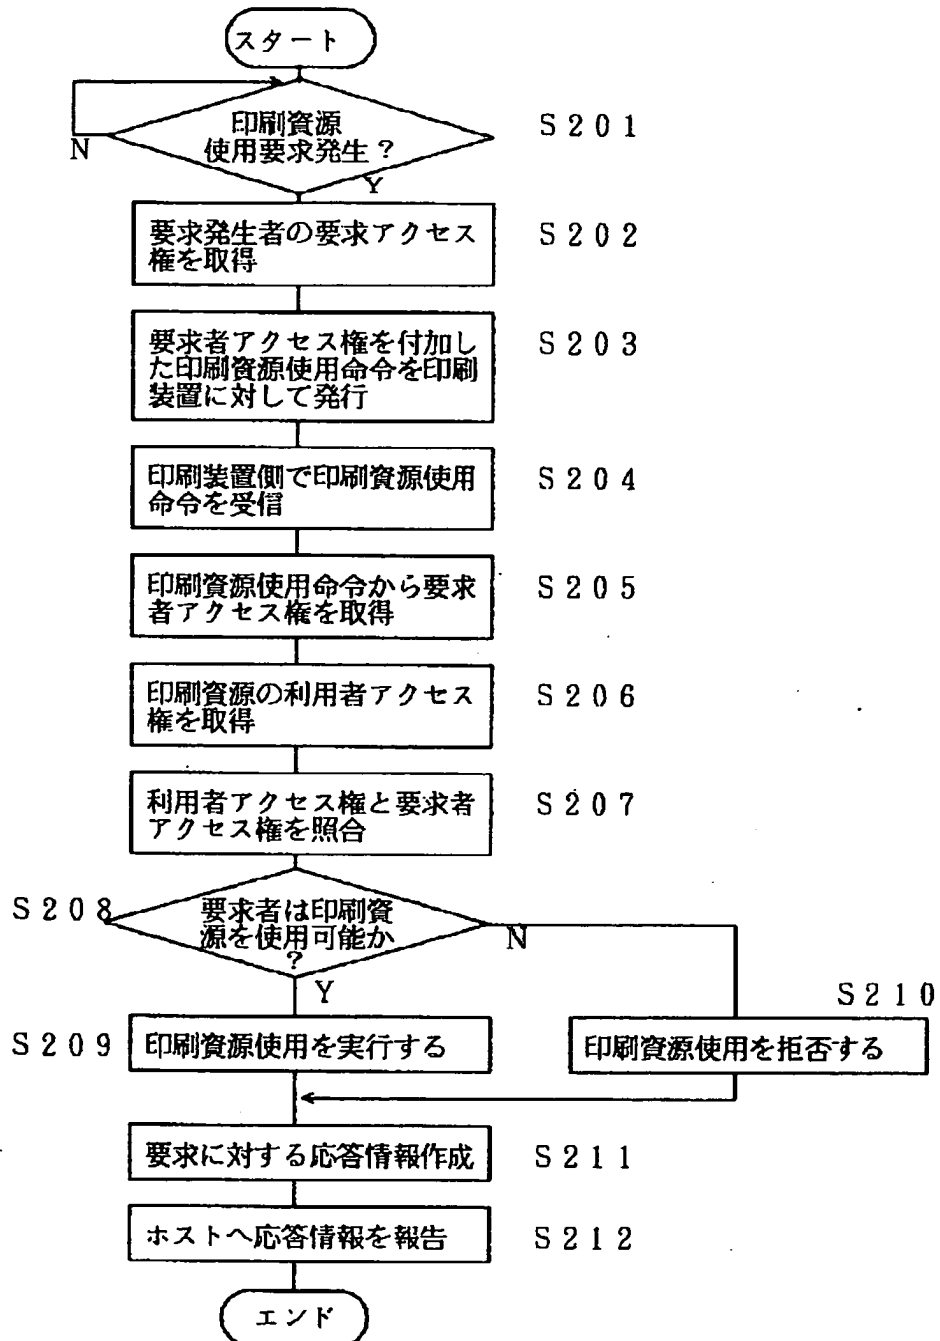 スタート
印刷資源
使用要求発生？
S201
N
Y
要求発生者の要求アクセス
権を取得
S202
要求者アクセス権を付加し
た印刷資源使用命令を印刷
装置に対して発行
S203
印刷装置側で印刷資源使用
命令を受信
S204
印刷資源使用命令から要求
者アクセス権を取得
S205
印刷資源の利用者アクセス
権を取得
S206
利用者アクセス権と要求者
アクセス権を照合
S207
S208
要求者は印刷資
源を使用可能か
？
N
Y
S210
S209
印刷資源使用を実行する
印刷資源使用を拒否する
要求に対する応答情報作成
S211
ホストへ応答情報を報告
S212
エンド